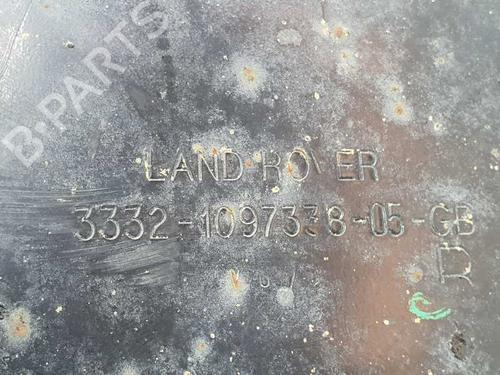 B-PARTS
LAND ROVER
3332-1097338-05-GB
R